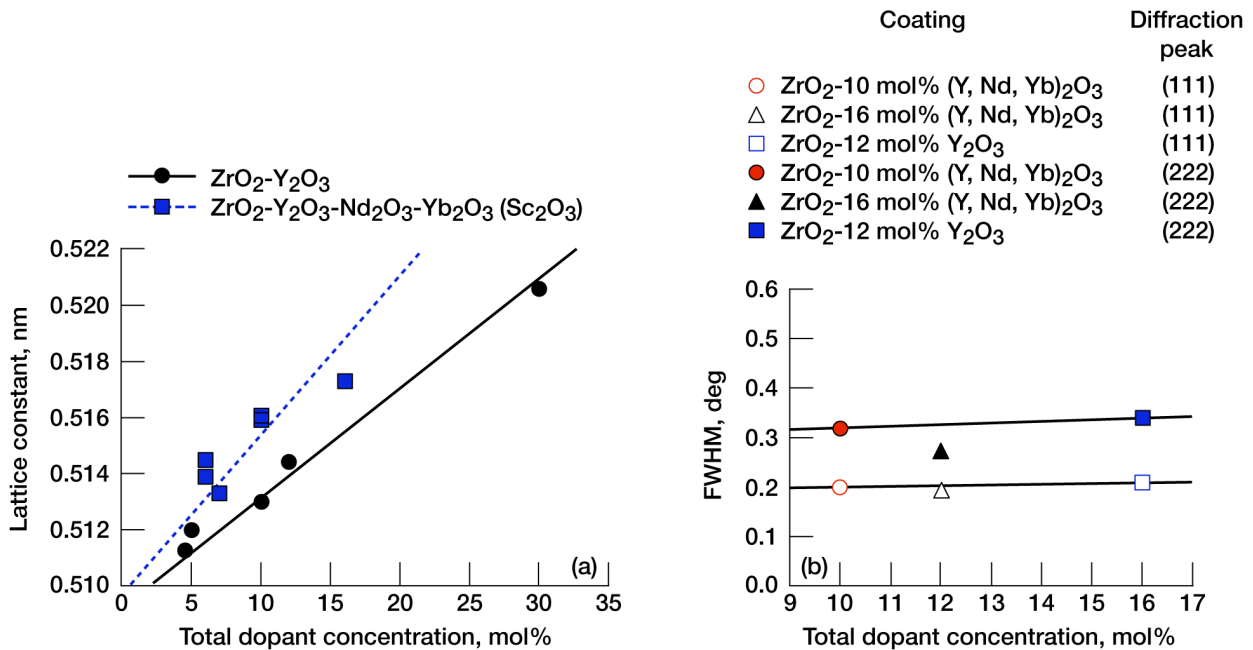 ZrO2-Y2O3
ZrO2-Y2O3-Nd2O3-Yb2O3 (Sc2O3)
0.522
0.520
0.518
0.516
0.514
0.512
0.510
Lattice constant, nm
(a)
0 5 10 15 20 25 30 35
Total dopant concentration, mol%
Coating Diffraction
peak
ZrO2-10 mol% (Y, Nd, Yb)2O3 (111)
ZrO2-16 mol% (Y, Nd, Yb)2O3 (111)
ZrO2-12 mol% Y2O3 (111)
ZrO2-10 mol% (Y, Nd, Yb)2O3 (222)
ZrO2-16 mol% (Y, Nd, Yb)2O3 (222)
ZrO2-12 mol% Y2O3 (222)
0.6
0.5
0.4
0.3
0.2
0.1
0.0
FWHM, deg
(b)
9 10 11 12 13 14 15 16 17
Total dopant concentration, mol%